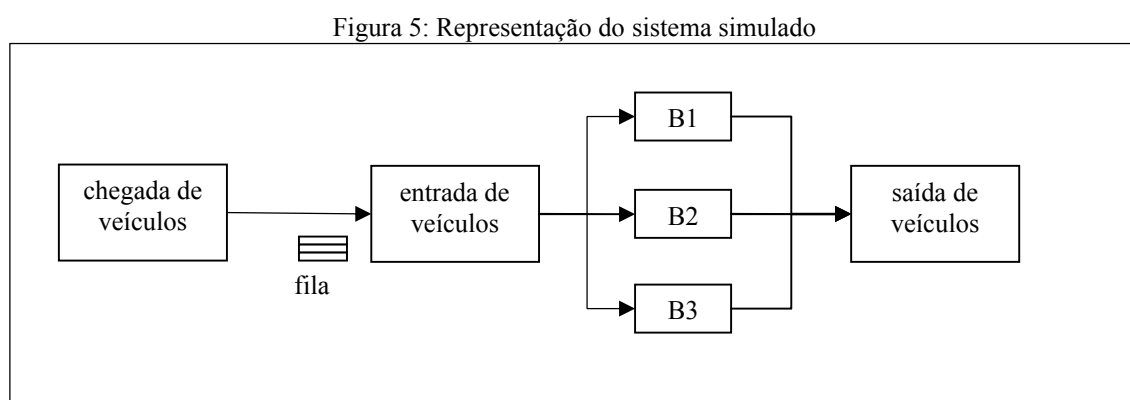 Figura 5: Representação do sistema simulado
chegada de
veículos
fila
entrada de
veículos
B1
B2
B3
saída de
veículos